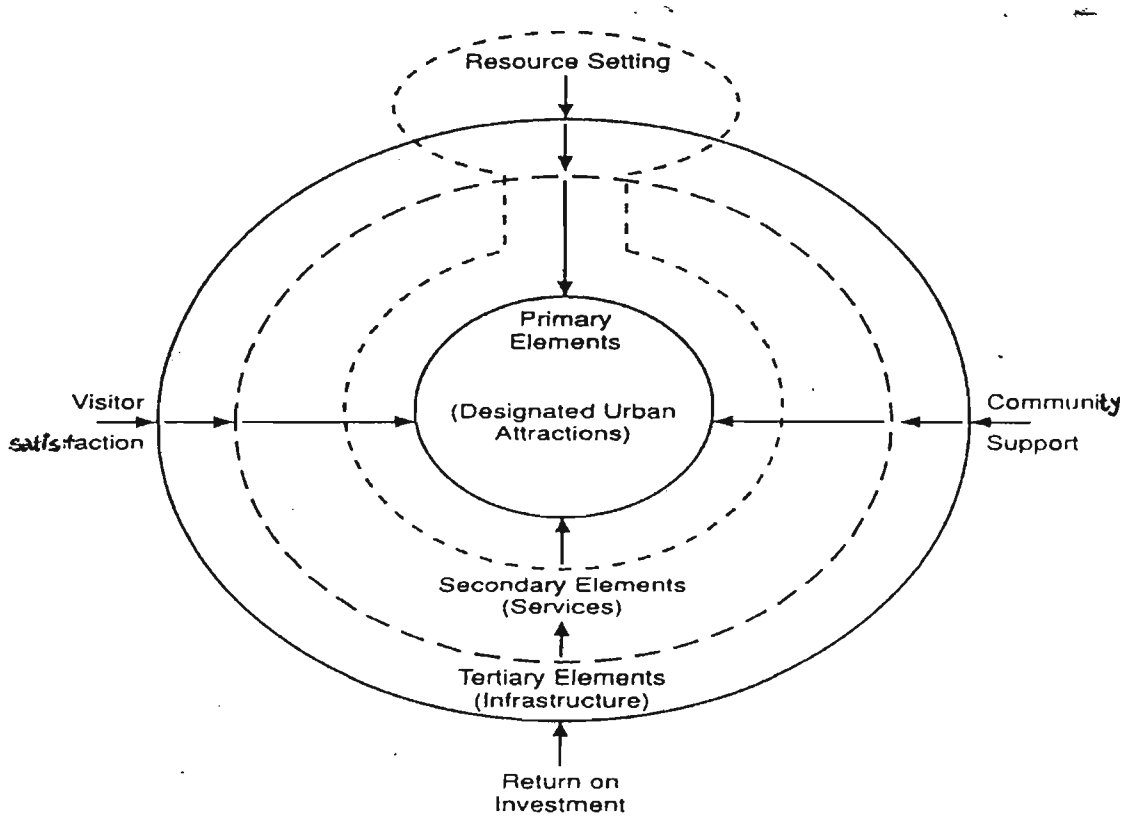 Resource Setting
Primary
Elements
(Designated Urban
Attractions)
Visitor
satisfaction
Community
Support
Secondary Elements
(Services)
Tertiary Elements
(Infrastructure)
Return on
Investment